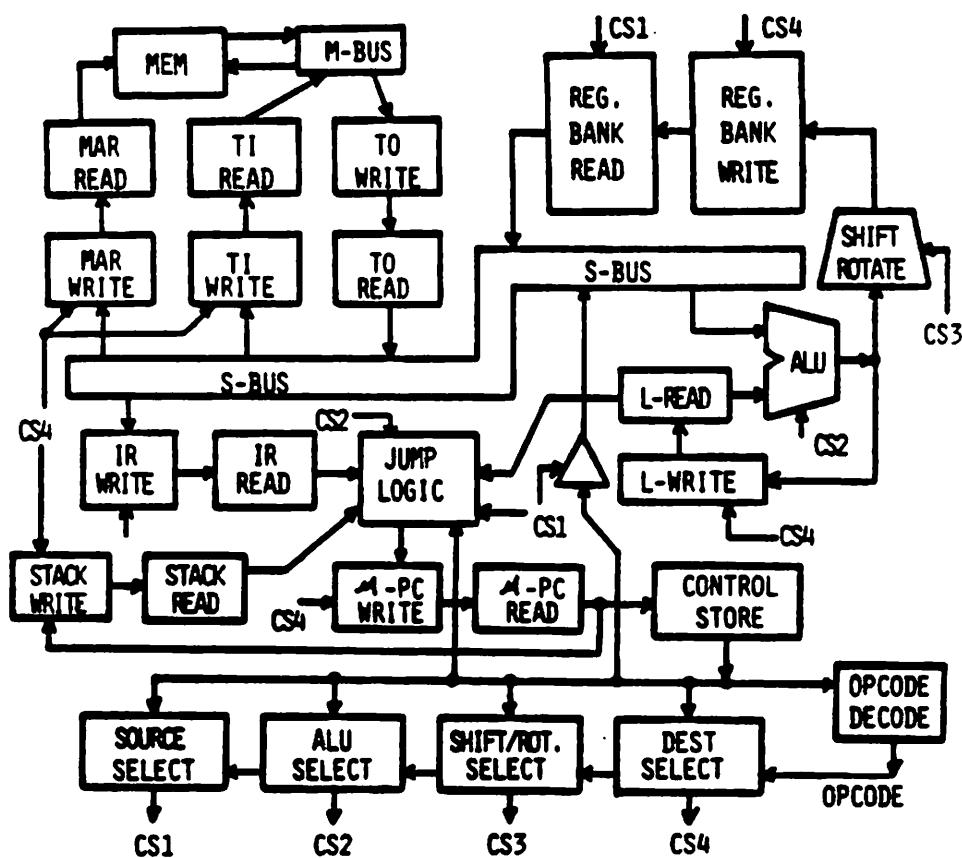 CS1
CS4
MEM
M-BUS
REG.
BANK
READ
REG.
BANK
WRITE
MAR
READ
TI
READ
TO
WRITE
MAR
WRITE
TI
WRITE
TO
READ
S-BUS
SHIFT
ROTATE
CS3
S-BUS
ALU
CS4
CS2
L-READ
CS2
IR
WRITE
IR
READ
JUMP
LOGIC
L-WRITE
CS1
CS4
STACK
WRITE
STACK
READ
CS4
μ-PC
WRITE
μ-PC
READ
CONTROL
STORE
OPCODE
DECODE
SOURCE
SELECT
ALU
SELECT
SHIFT/ROT.
SELECT
DEST
SELECT
OPCODE
CS1
CS2
CS3
CS4